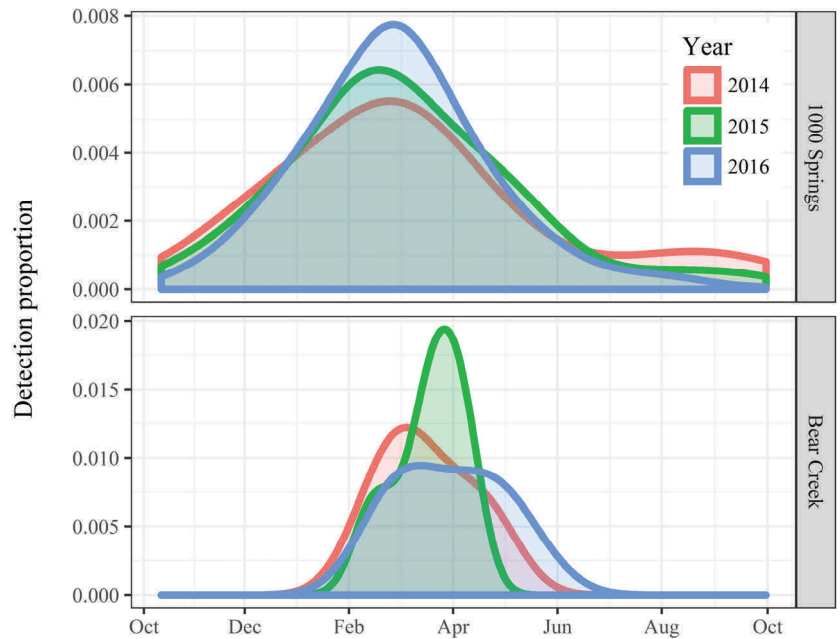 Detection proportion
0.008
0.006
0.004
0.002
0.000
Year
2014
2015
2016
1000 Springs
0.020
0.015
0.010
0.005
0.000
Bear Creek
Oct Dec Feb Apr Jun Aug Oct